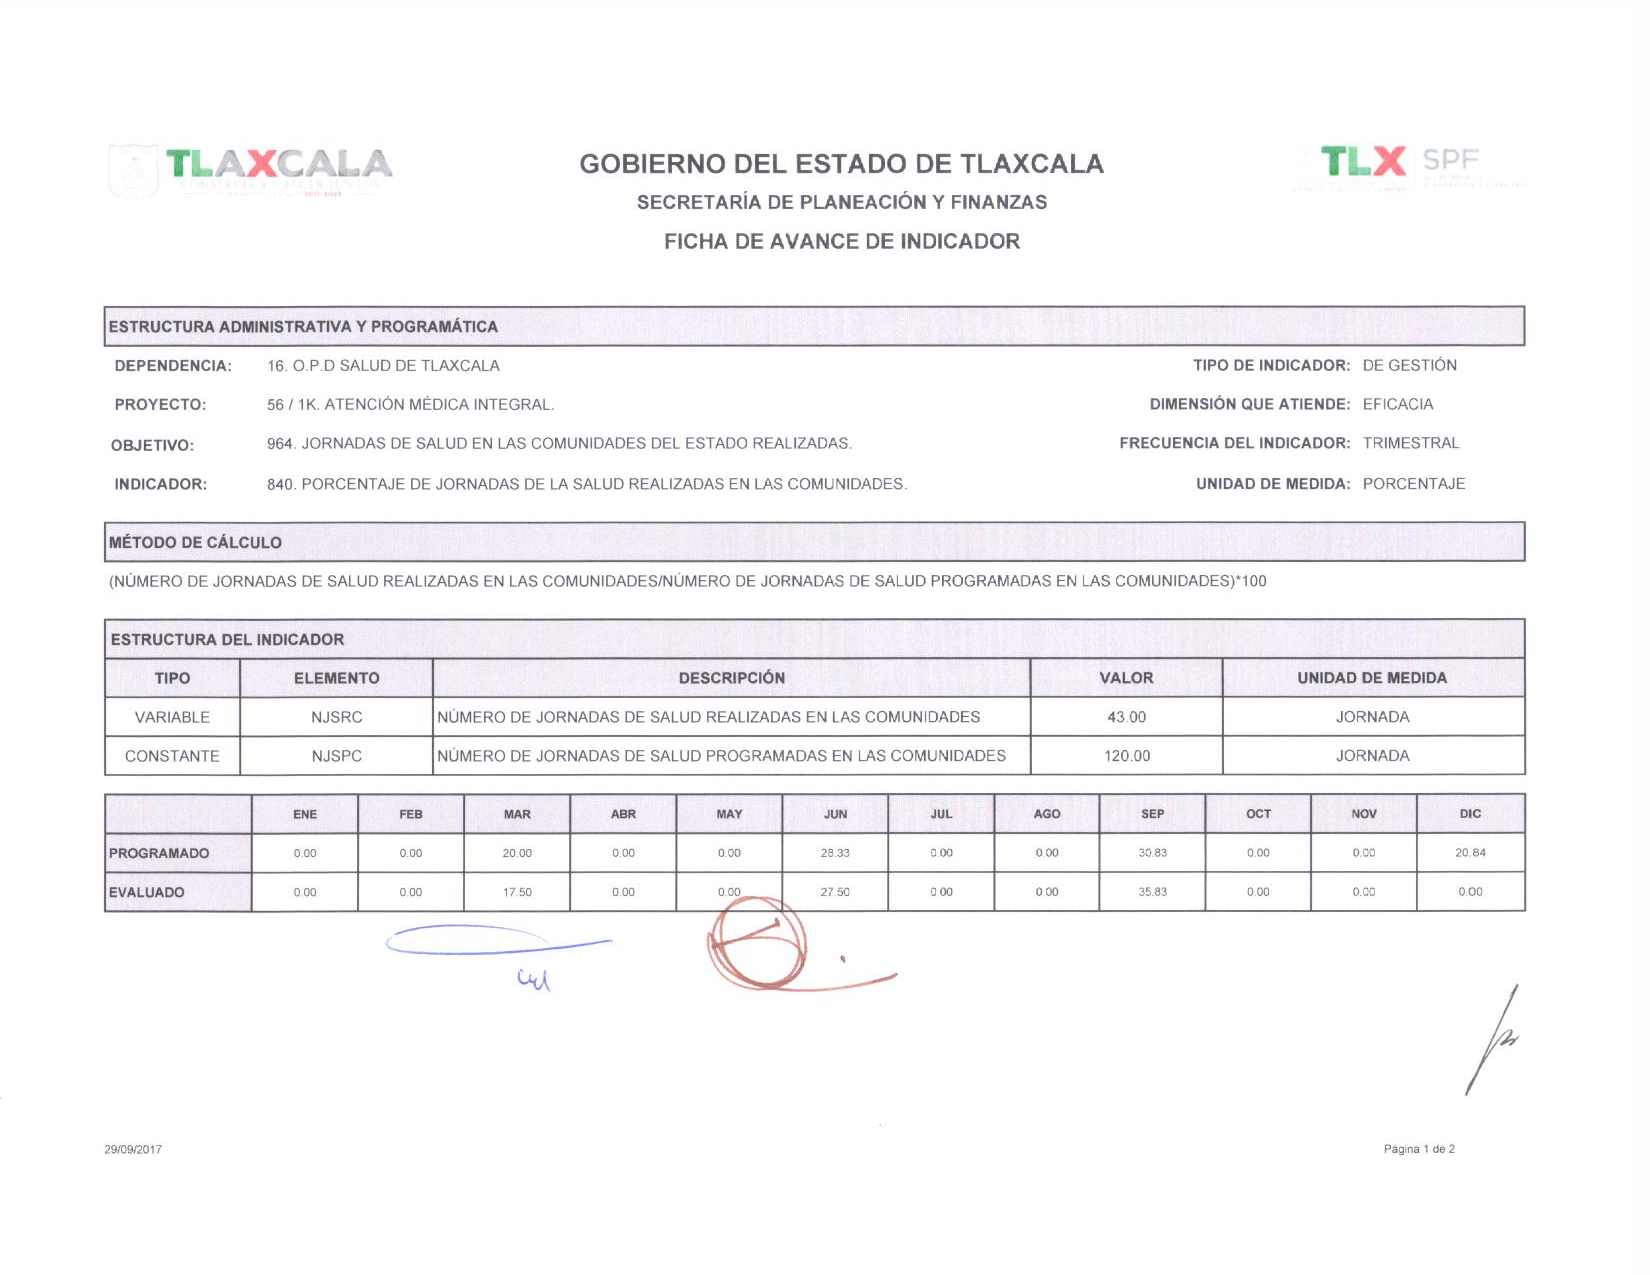 TLAXCALA
CONSTRUIR Y CRECER JUNTOS
2017-2021
GOBIERNO DEL ESTADO DE TLAXCALA
SECRETARÍA DE PLANEACIÓN Y FINANZAS
FICHA DE AVANCE DE INDICADOR
TLX SPF
ESTRUCTURA ADMINISTRATIVA Y PROGRAMÁTICA
DEPENDENCIA: 16. O.P.D SALUD DE TLAXCALA TIPO DE INDICADOR: DE GESTIÓN
PROYECTO: 56 / 1K. ATENCIÓN MÉDICA INTEGRAL. DIMENSIÓN QUE ATIENDE: EFICACIA
OBJETIVO: 964. JORNADAS DE SALUD EN LAS COMUNIDADES DEL ESTADO REALIZADAS. FRECUENCIA DEL INDICADOR: TRIMESTRAL
INDICADOR: 840. PORCENTAJE DE JORNADAS DE LA SALUD REALIZADAS EN LAS COMUNIDADES. UNIDAD DE MEDIDA: PORCENTAJE
MÉTODO DE CÁLCULO
(NÚMERO DE JORNADAS DE SALUD REALIZADAS EN LAS COMUNIDADES/NÚMERO DE JORNADAS DE SALUD PROGRAMADAS EN LAS COMUNIDADES)*100
ESTRUCTURA DEL INDICADOR
TIPO ELEMENTO DESCRIPCIÓN VALOR UNIDAD DE MEDIDA
VARIABLE NJSRC NÚMERO DE JORNADAS DE SALUD REALIZADAS EN LAS COMUNIDADES 43.00 JORNADA
CONSTANTE NJSPC NÚMERO DE JORNADAS DE SALUD PROGRAMADAS EN LAS COMUNIDADES 120.00 JORNADA
ENE FEB MAR ABR MAY JUN JUL AGO SEP OCT NOV DIC
PROGRAMADO 0.00 0.00 20.00 0.00 0.00 28.33 0.00 0.00 30.83 0.00 0.00 20.84
EVALUADO 0.00 0.00 17.50 0.00 0.00 27.50 0.00 0.00 35.83 0.00 0.00 0.00
29/09/2017 Página 1 de 2